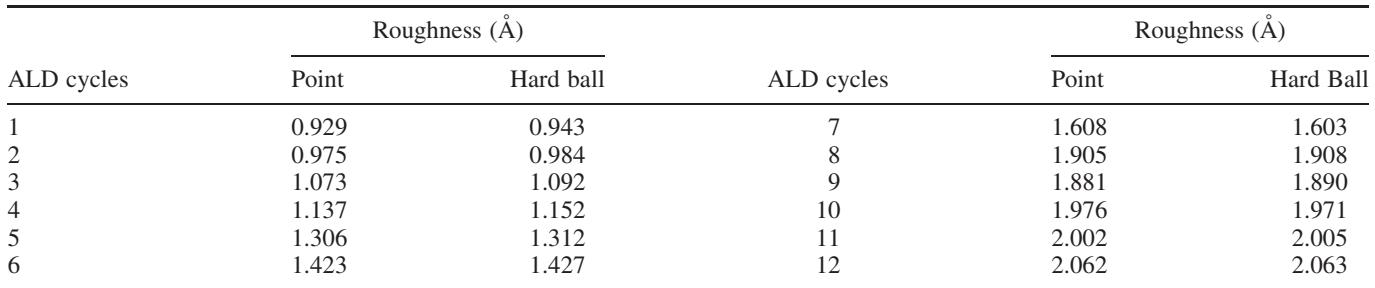 Roughness (Å) Roughness (Å)
ALD cycles Point Hard ball ALD cycles Point Hard Ball
1 0.929 0.943 7 1.608 1.603
2 0.975 0.984 8 1.905 1.908
3 1.073 1.092 9 1.881 1.890
4 1.137 1.152 10 1.976 1.971
5 1.306 1.312 11 2.002 2.005
6 1.423 1.427 12 2.062 2.063